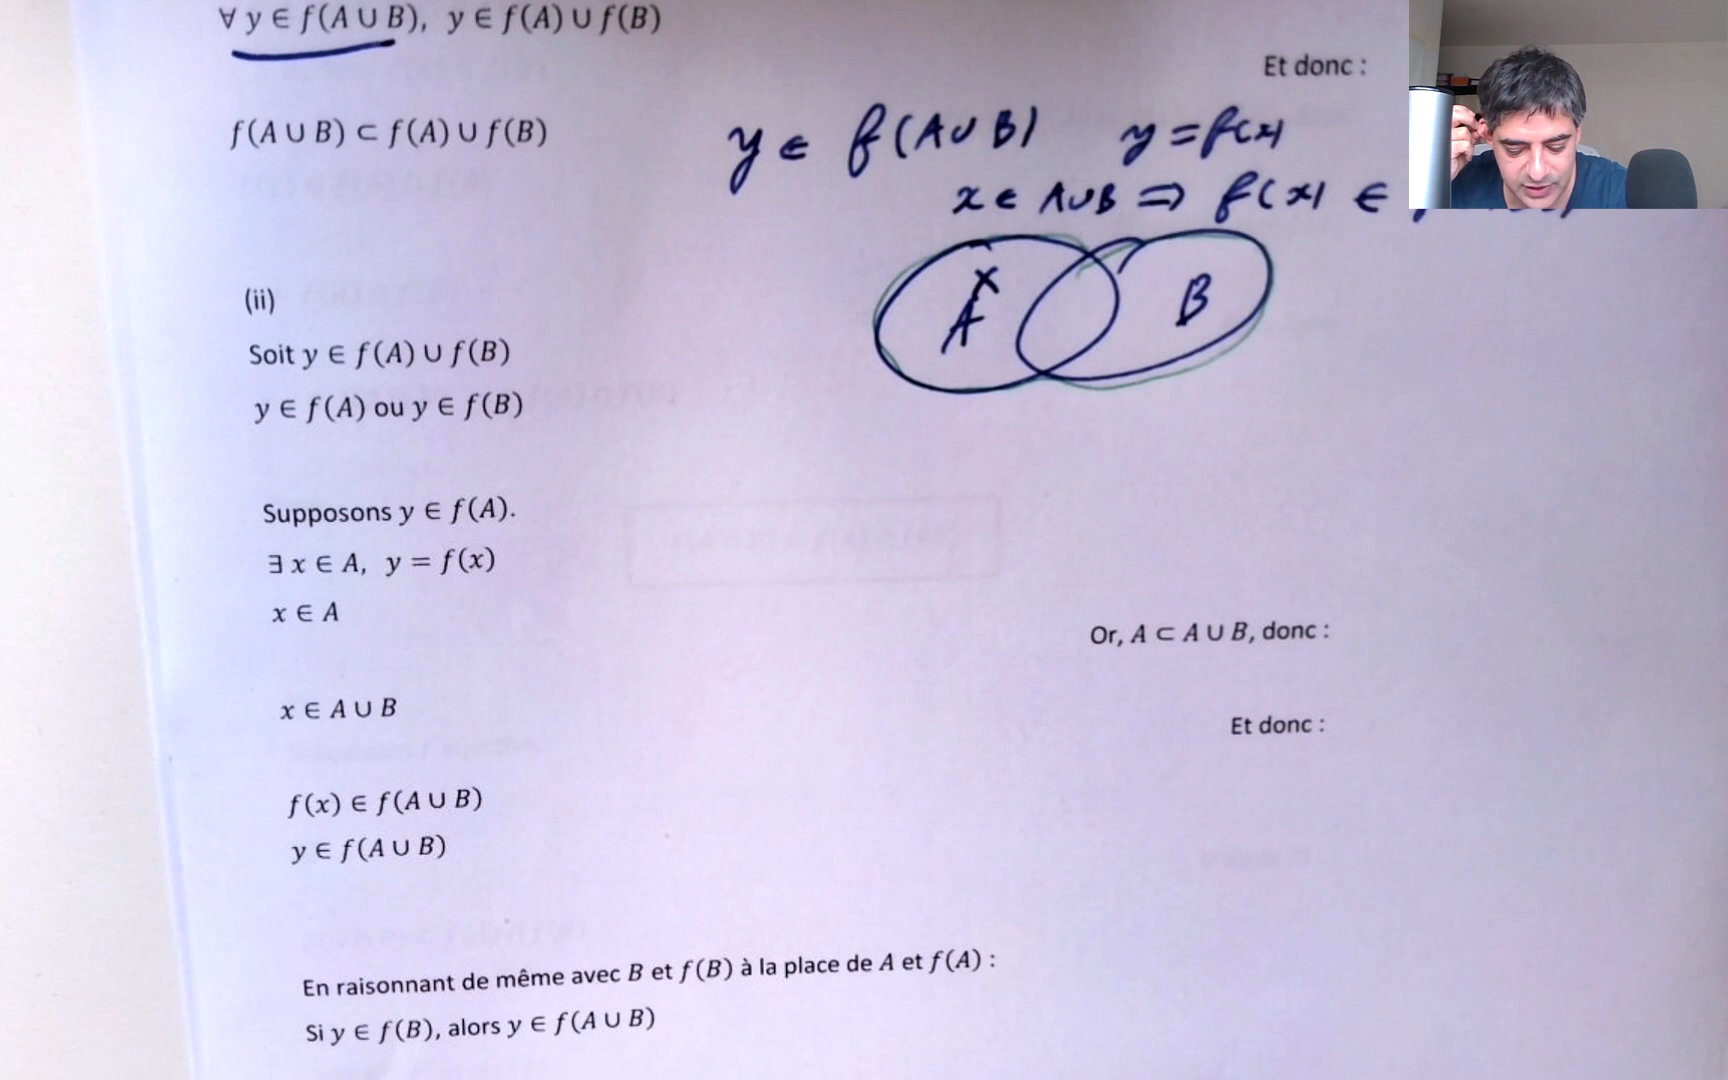 ∀ y ∈ f(A ∪ B), y ∈ f(A) ∪ f(B)
Et donc :
f(A ∪ B) ⊂ f(A) ∪ f(B)
y ∈ f(A∪B) y = f(x)
x ∈ A∪B ⇒ f(x) ∈
A x B
(ii)
Soit y ∈ f(A) ∪ f(B)
y ∈ f(A) ou y ∈ f(B)
Supposons y ∈ f(A).
∃ x ∈ A, y = f(x)
x ∈ A
Or, A ⊂ A ∪ B, donc :
x ∈ A ∪ B
Et donc :
f(x) ∈ f(A ∪ B)
y ∈ f(A ∪ B)
En raisonnant de même avec B et f(B) à la place de A et f(A) :
Si y ∈ f(B), alors y ∈ f(A ∪ B)